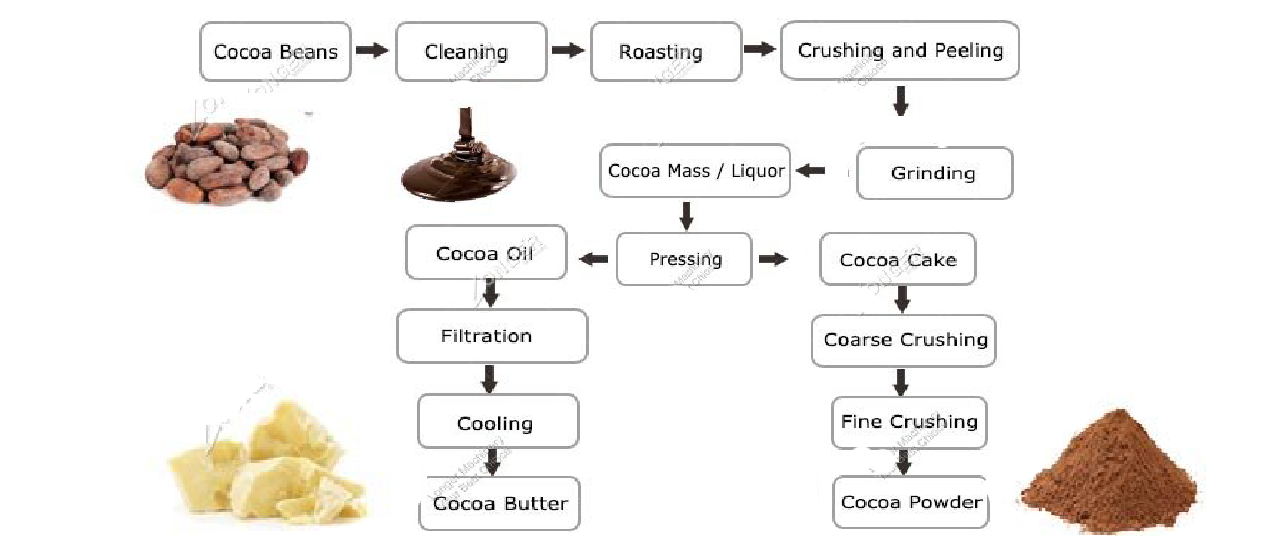 Cocoa Beans
Cleaning
Roasting
Crushing and Peeling
Cocoa Mass / Liquor
Grinding
Cocoa Oil
Pressing
Cocoa Cake
Filtration
Coarse Crushing
Cooling
Fine Crushing
Cocoa Butter
Cocoa Powder